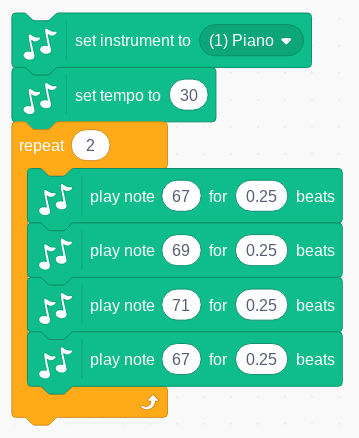 set instrument to (1) Piano
set tempo to 30
repeat 2
play note 67 for 0.25 beats
play note 69 for 0.25 beats
play note 71 for 0.25 beats
play note 67 for 0.25 beats